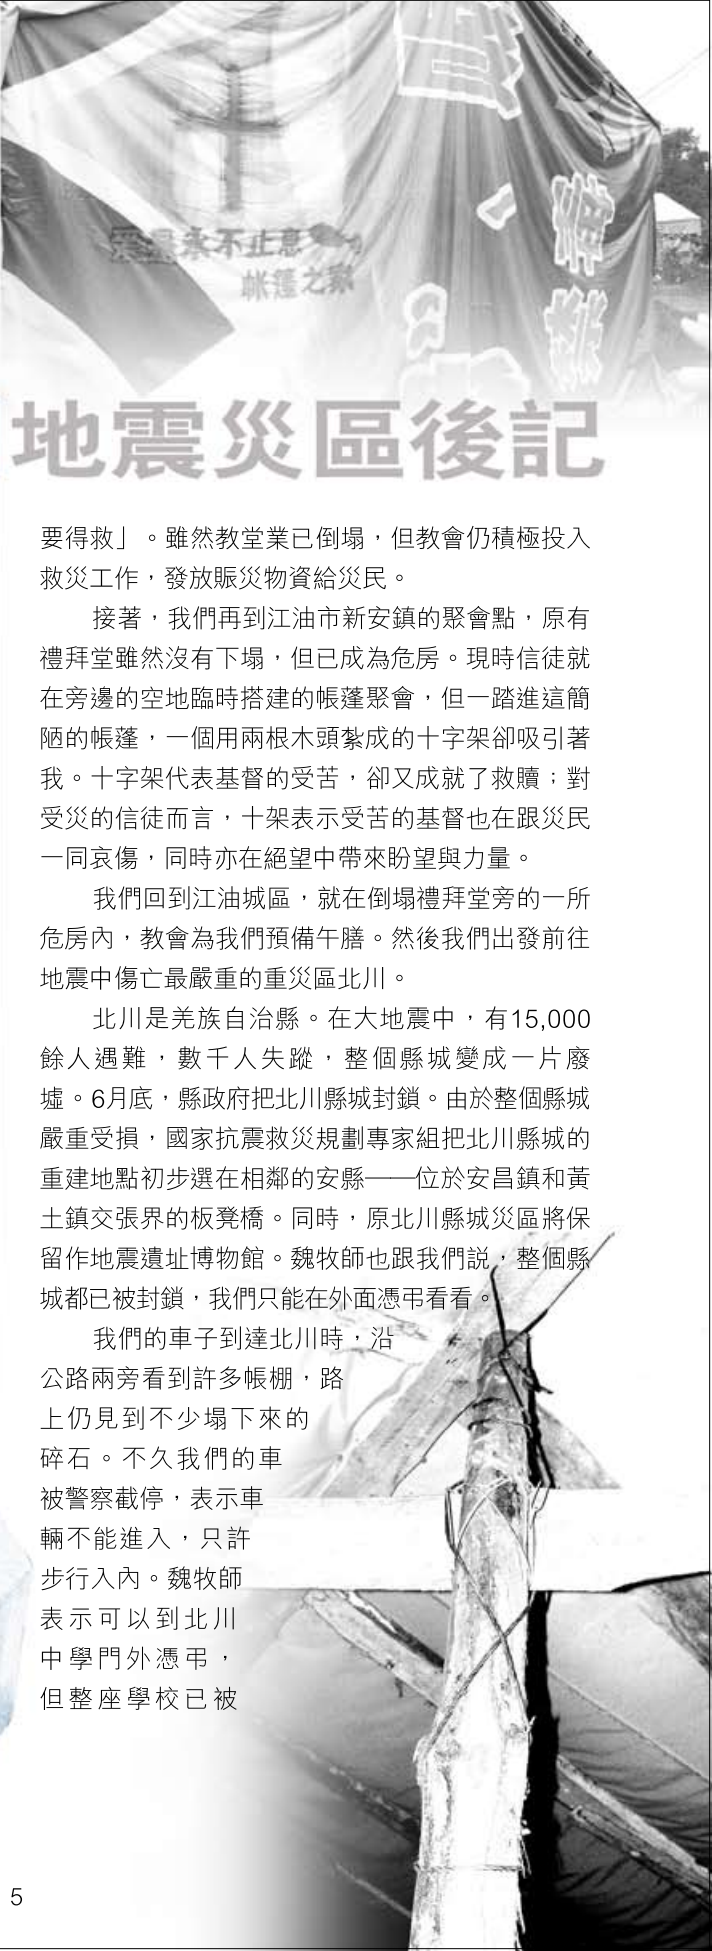 永不止息
帳篷之家
地震災區後記
要得救」。雖然教堂業已倒塌，但教會仍積極投入
救災工作，發放賑災物資給災民。
接著，我們再到江油市新安鎮的聚會點，原有
禮拜堂雖然沒有下塌，但已成為危房。現時信徒就
在旁邊的空地臨時搭建的帳蓬聚會，但一踏進這簡
陋的帳蓬，一個用兩根木頭紮成的十字架卻吸引著
我。十字架代表基督的受苦，卻又成就了救贖；對
受災的信徒而言，十架表示受苦的基督也在跟災民
一同哀傷，同時亦在絕望中帶來盼望與力量。
我們回到江油城區，就在倒塌禮拜堂旁的一所
危房內，教會為我們預備午膳。然後我們出發前往
地震中傷亡最嚴重的重災區北川。
北川是羌族自治縣。在大地震中，有15,000
餘人遇難，數千人失蹤，整個縣城變成一片廢
墟。6月底，縣政府把北川縣城封鎖。由於整個縣城
嚴重受損，國家抗震救災規劃專家組把北川縣城的
重建地點初步選在相鄰的安縣——位於安昌鎮和黃
土鎮交張界的板凳橋。同時，原北川縣城災區將保
留作地震遺址博物館。魏牧師也跟我們説，整個縣
城都已被封鎖，我們只能在外面憑弔看看。
我們的車子到達北川時，沿
公路兩旁看到許多帳棚，路
上仍見到不少塌下來的
碎石。不久我們的車
被警察截停，表示車
輛不能進入，只許
步行入內。魏牧師
表示可以到北川
中學門外憑弔，
但整座學校已被
5